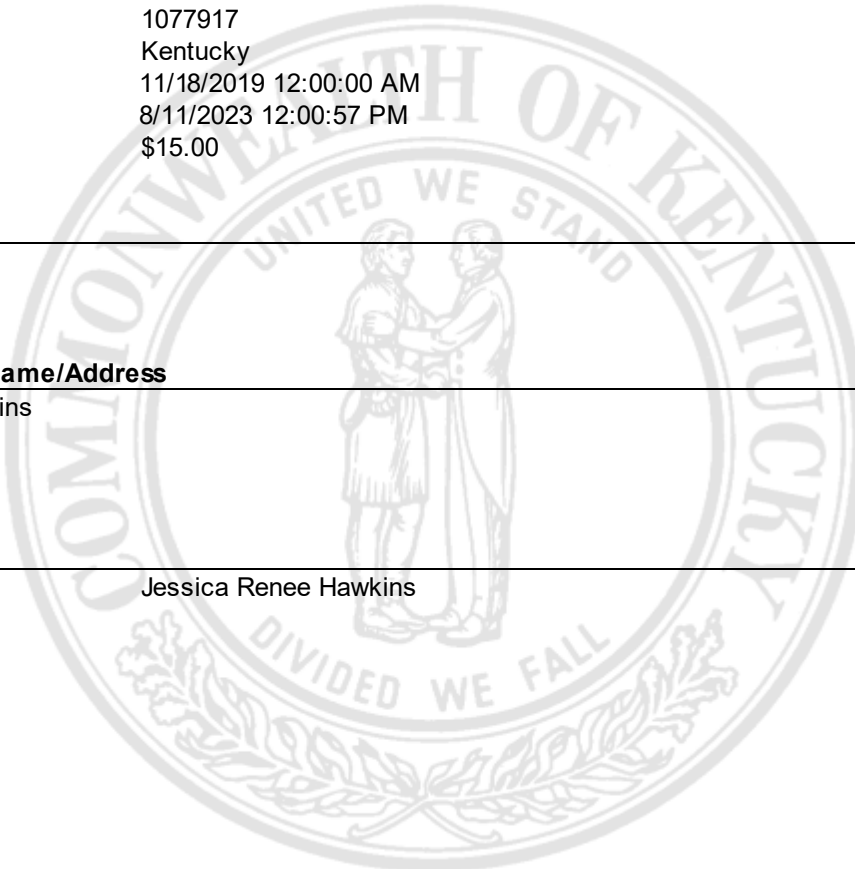 1077917
Kentucky
11/18/2019 12:00:00 AM
8/11/2023 12:00:57 PM
$15.00
COMMONWEALTH OF KENTUCKY
UNITED WE STAND
ame/Address
ins
Jessica Renee Hawkins
DIVIDED WE FALL